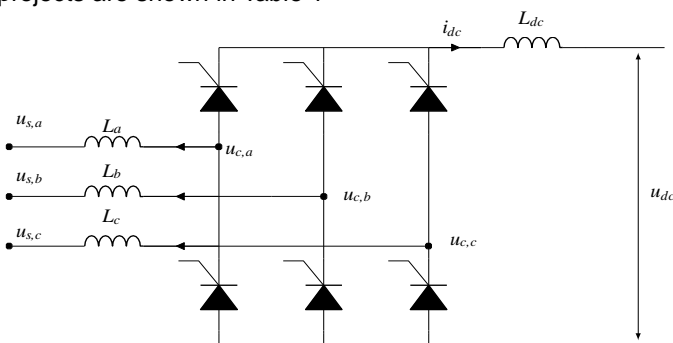 projects are shown in Table 1
i_dc
L_dc
u_s,a
L_a
u_c,a
u_s,b
L_b
u_c,b
u_dc
u_s,c
L_c
u_c,c